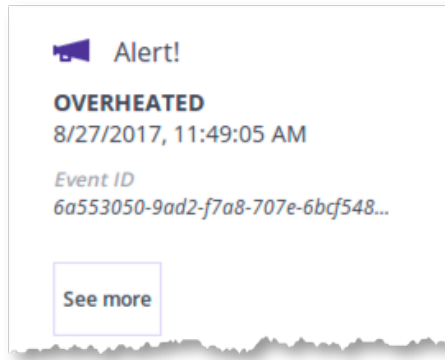 Alert!
OVERHEATED
8/27/2017, 11:49:05 AM
Event ID
6a553050-9ad2-f7a8-707e-6bcf548...
See more